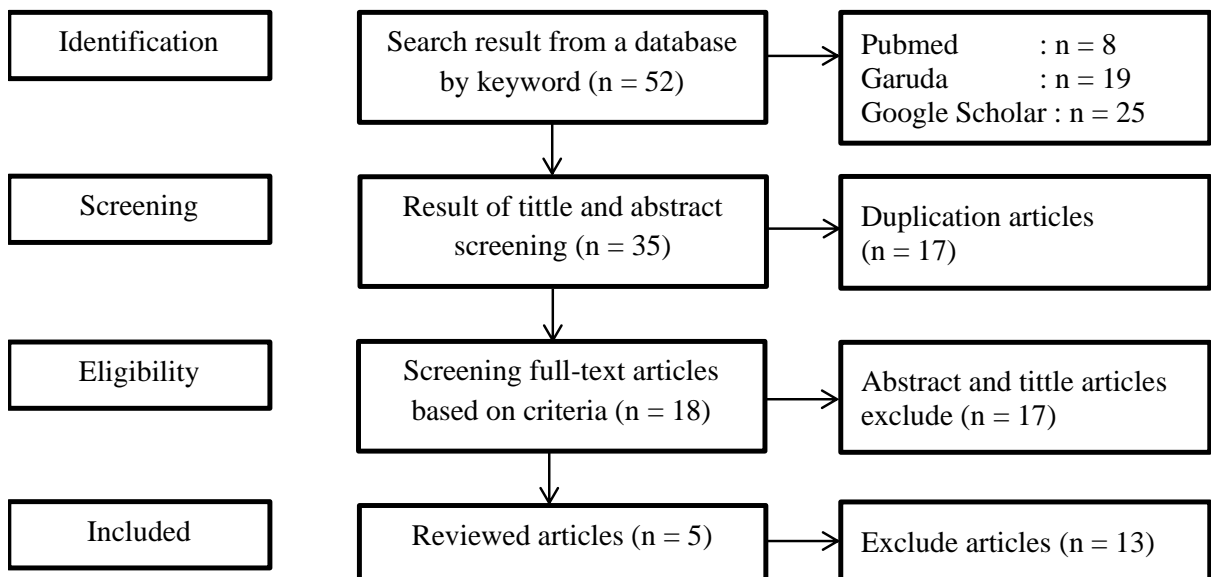 Identification
Search result from a database
by keyword (n = 52)
Pubmed : n = 8
Garuda : n = 19
Google Scholar : n = 25
Screening
Result of tittle and abstract
screening (n = 35)
Duplication articles
(n = 17)
Eligibility
Screening full-text articles
based on criteria (n = 18)
Abstract and tittle articles
exclude (n = 17)
Included
Reviewed articles (n = 5)
Exclude articles (n = 13)